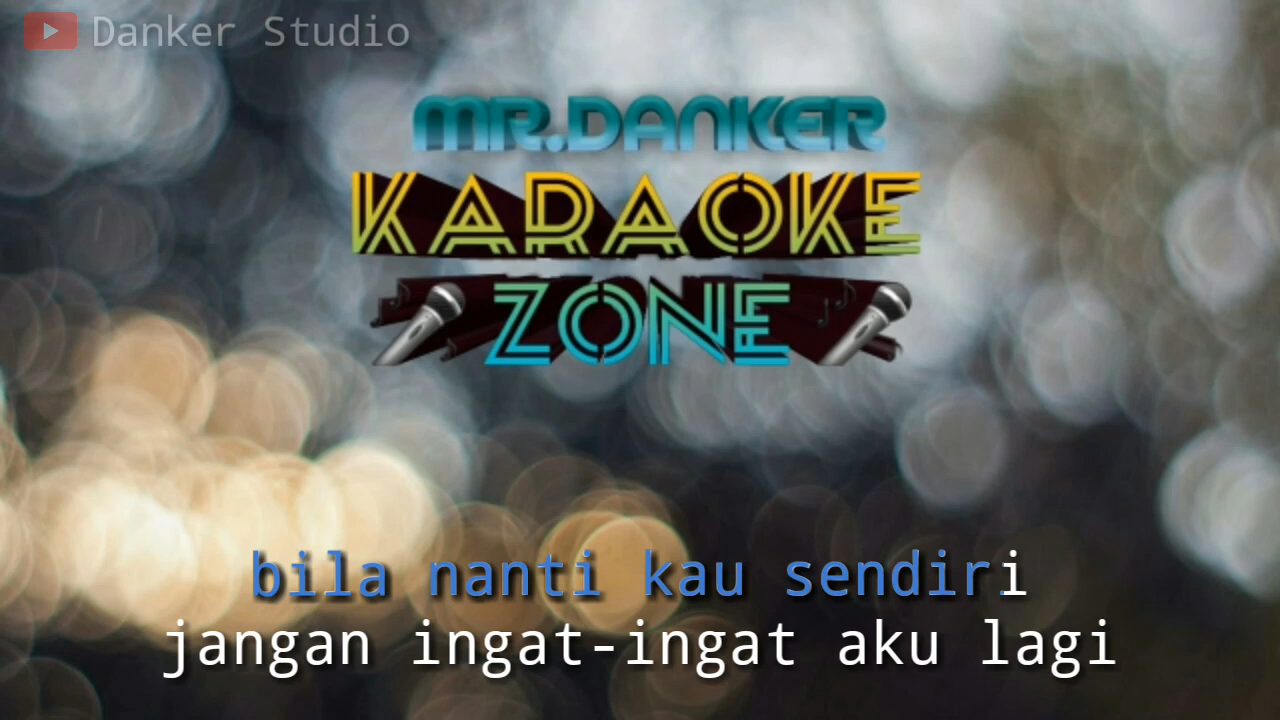 Danker Studio
MR.DANKER
KARAOKE
ZONE
bila nanti kau sendiri
jangan ingat-ingat aku lagi